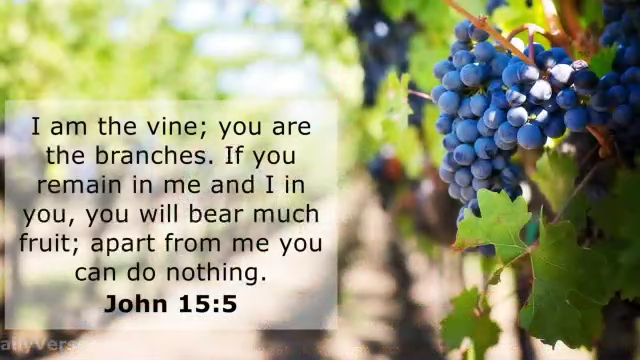 I am the vine; you are
the branches. If you
remain in me and I in
you, you will bear much
fruit; apart from me you
can do nothing.
John 15:5